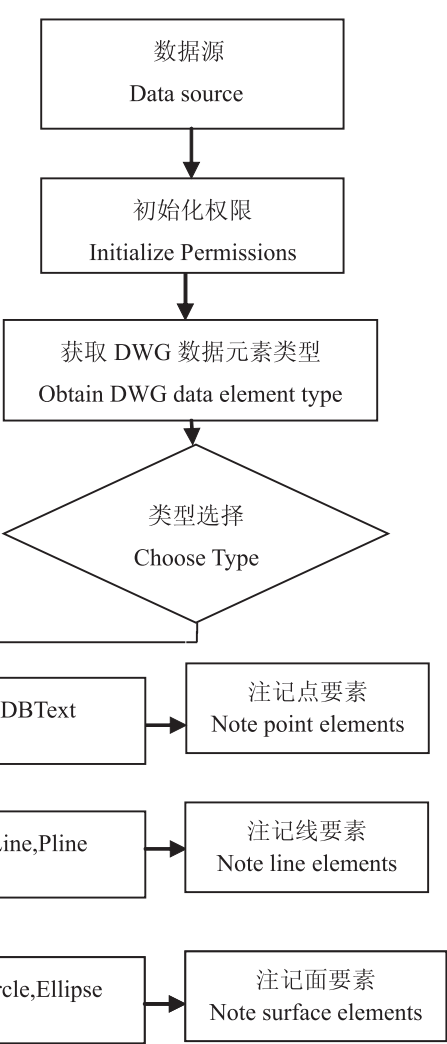 数据源
Data source
初始化权限
Initialize Permissions
获取 DWG 数据元素类型
Obtain DWG data element type
类型选择
Choose Type
DBText
注记点要素
Note point elements
ine,Pline
注记线要素
Note line elements
rcle,Ellipse
注记面要素
Note surface elements